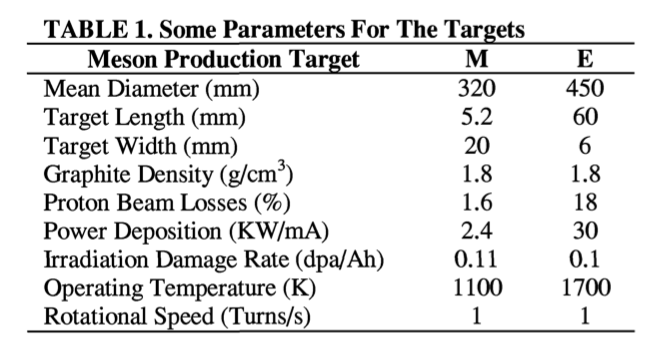 TABLE 1. Some Parameters For The Targets
Meson Production Target M E
Mean Diameter (mm) 320 450
Target Length (mm) 5.2 60
Target Width (mm) 20 6
Graphite Density (g/cm³) 1.8 1.8
Proton Beam Losses (%) 1.6 18
Power Deposition (KW/mA) 2.4 30
Irradiation Damage Rate (dpa/Ah) 0.11 0.1
Operating Temperature (K) 1100 1700
Rotational Speed (Turns/s) 1 1